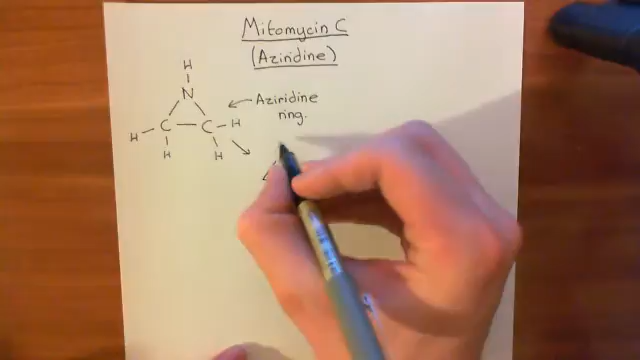 Mitomycin C
(Aziridine)
H
N
Aziridine
ring.
H C C H
H H